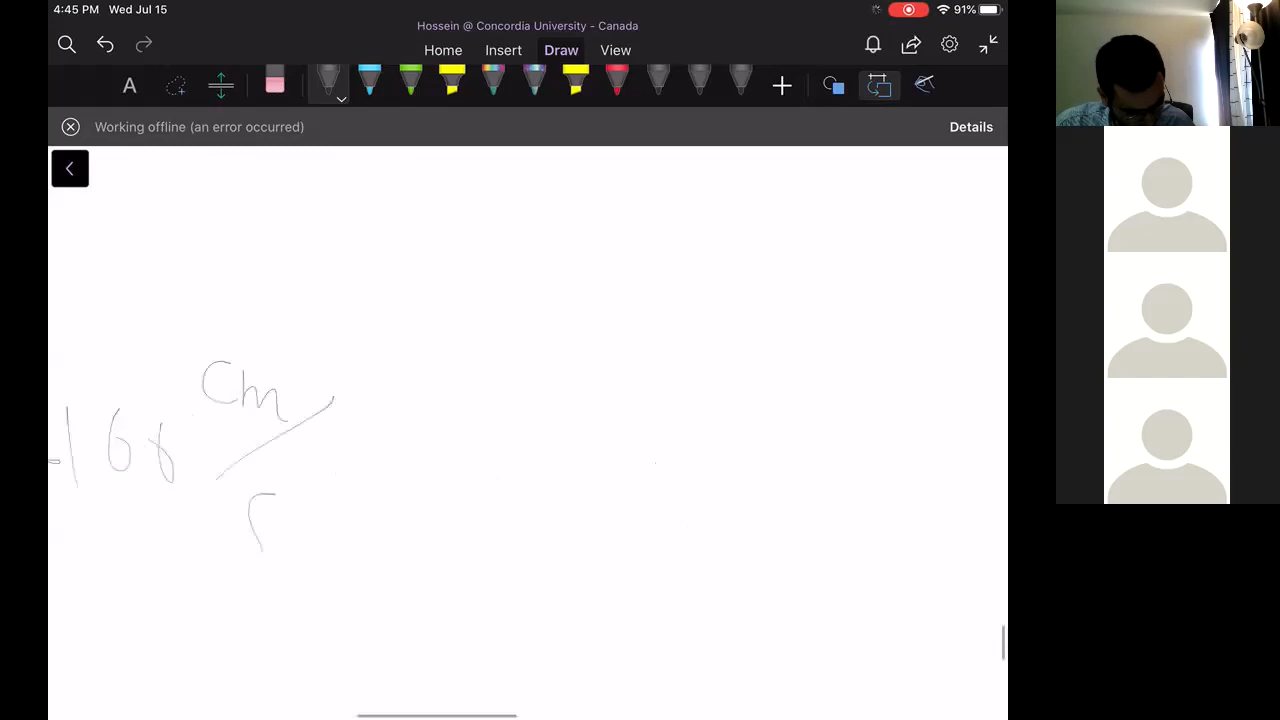 4:45 PM Wed Jul 15
91%
Hossein @ Concordia University - Canada
Home Insert Draw View
A
Working offline (an error occurred)
Details
Cm